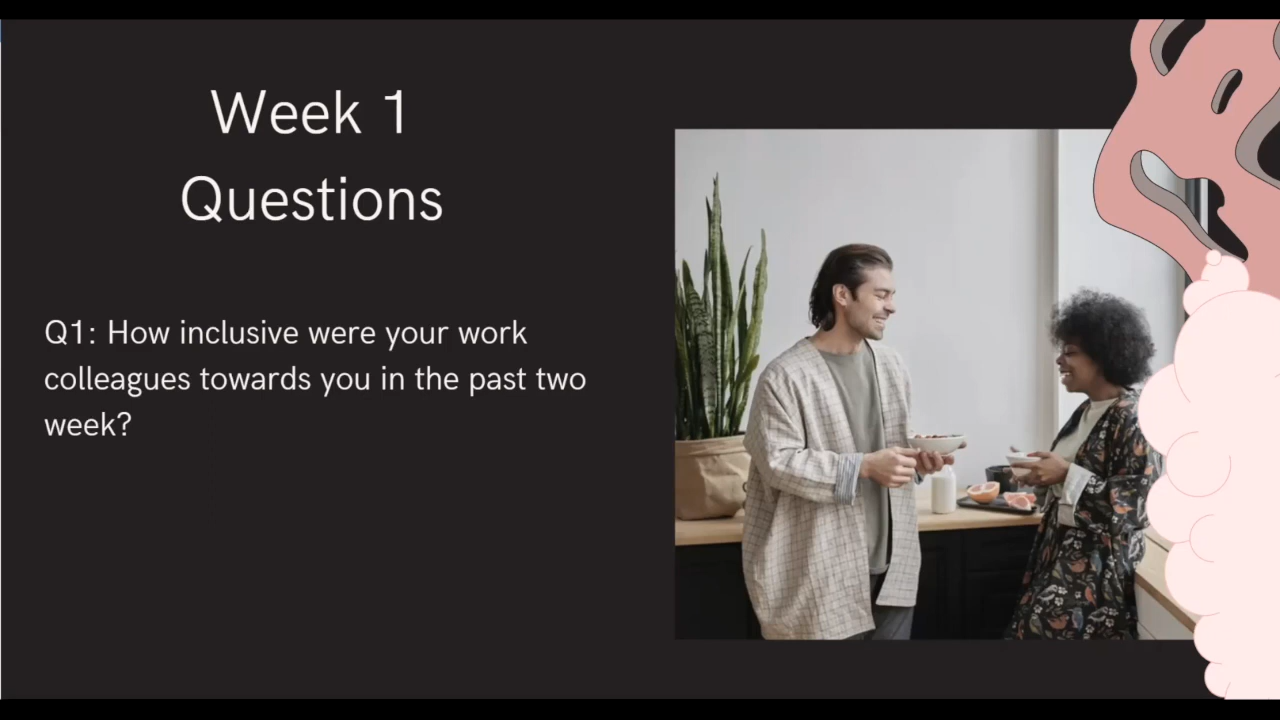 Week 1
Questions
Q1: How inclusive were your work
colleagues towards you in the past two
week?